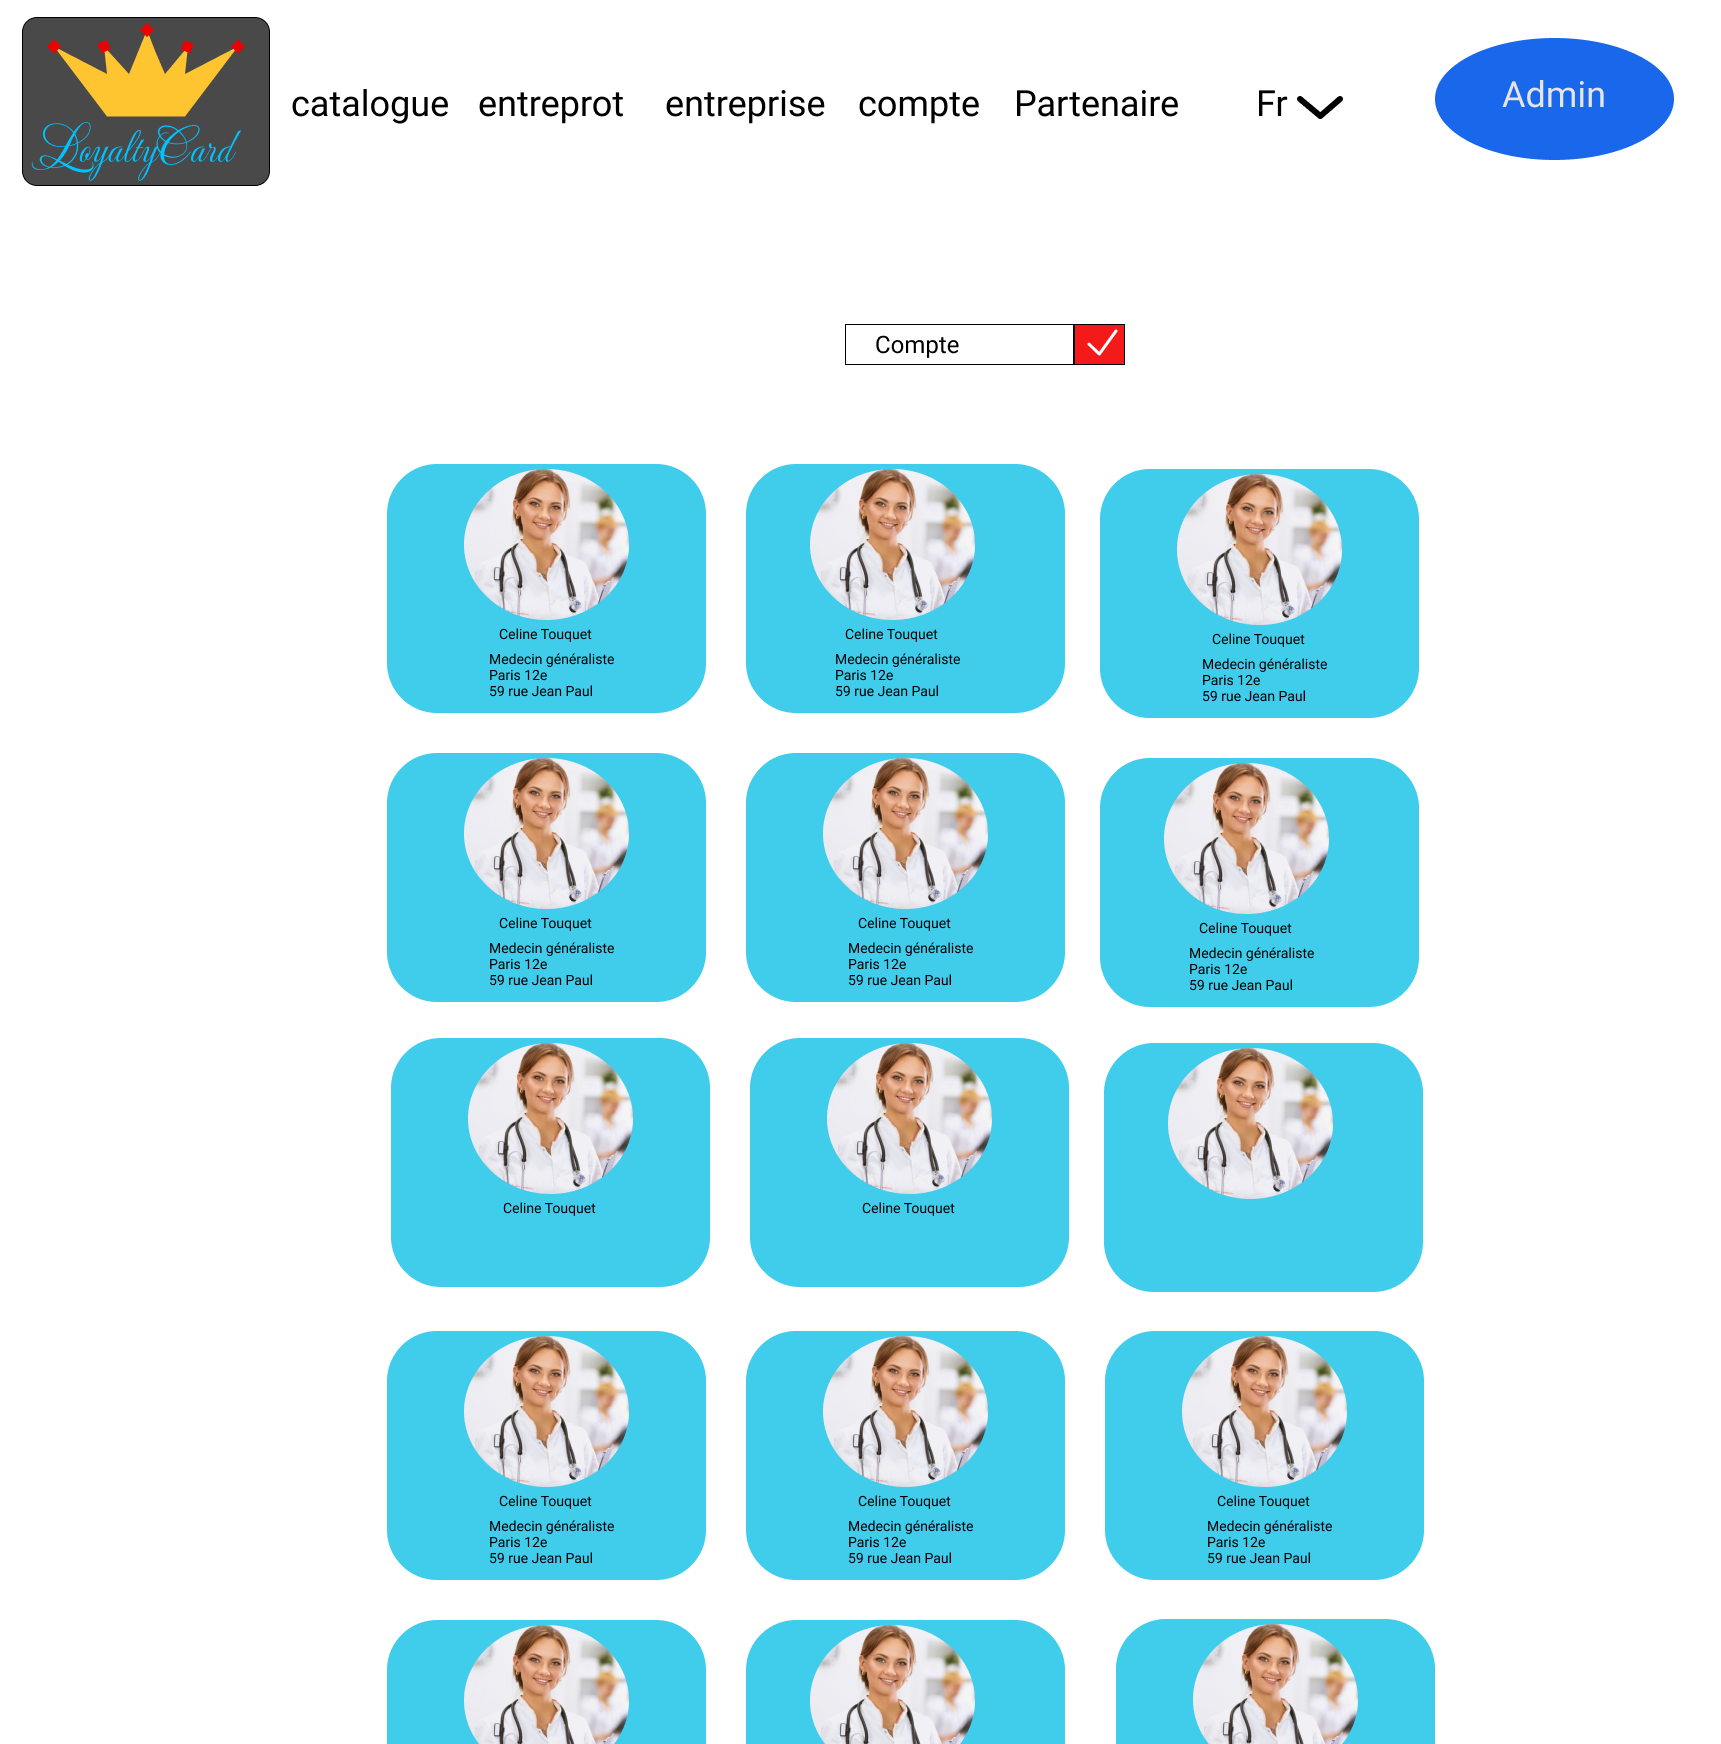 LoyaltyCard
catalogue entreprot entreprise compte Partenaire Fr Admin
Compte
Celine Touquet
Medecin généraliste
Paris 12e
59 rue Jean Paul
Celine Touquet
Medecin généraliste
Paris 12e
59 rue Jean Paul
Celine Touquet
Medecin généraliste
Paris 12e
59 rue Jean Paul
Celine Touquet
Medecin généraliste
Paris 12e
59 rue Jean Paul
Celine Touquet
Medecin généraliste
Paris 12e
59 rue Jean Paul
Celine Touquet
Medecin généraliste
Paris 12e
59 rue Jean Paul
Celine Touquet
Celine Touquet
Celine Touquet
Medecin généraliste
Paris 12e
59 rue Jean Paul
Celine Touquet
Medecin généraliste
Paris 12e
59 rue Jean Paul
Celine Touquet
Medecin généraliste
Paris 12e
59 rue Jean Paul